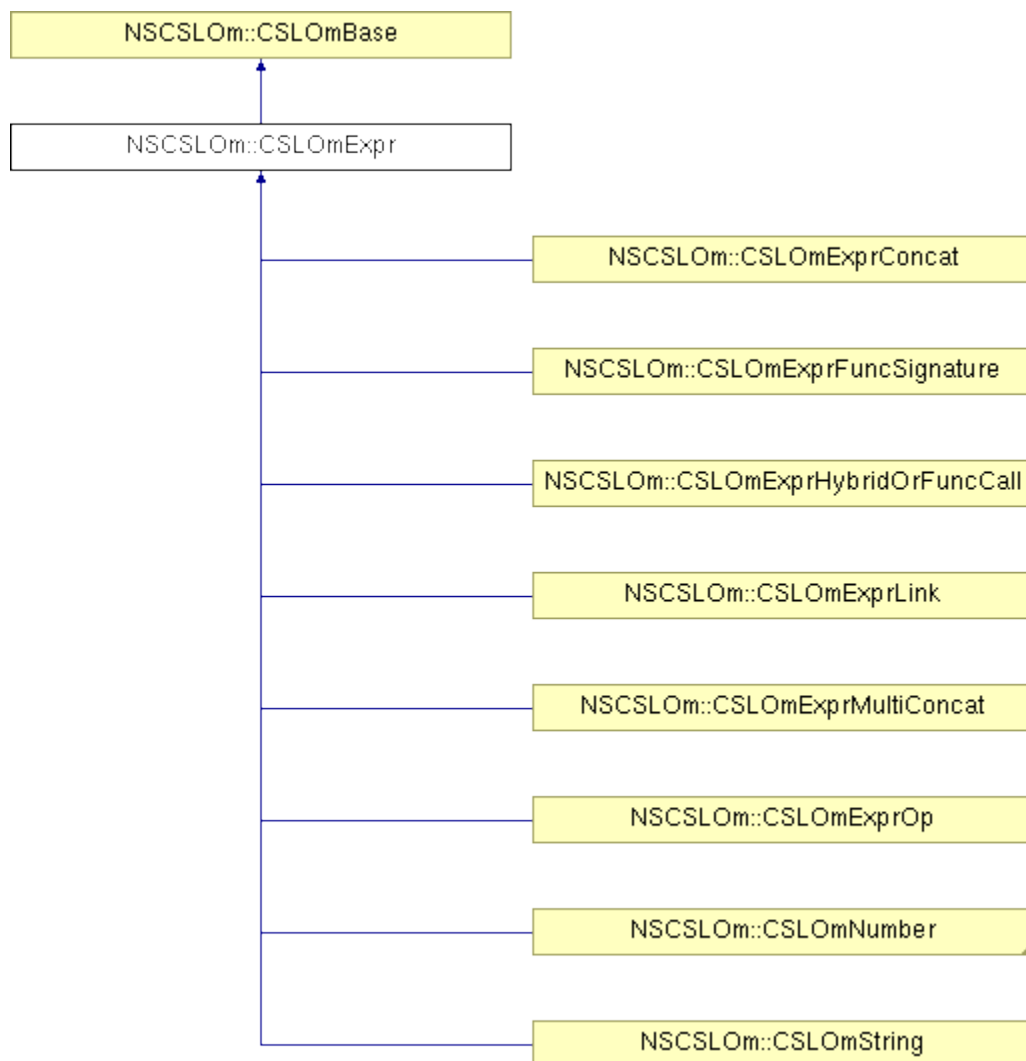 NSCSLOm::CSLOmBase
NSCSLOm::CSLOmExpr
NSCSLOm::CSLOmExprConcat
NSCSLOm::CSLOmExprFuncSignature
NSCSLOm::CSLOmExprHybridOrFuncCall
NSCSLOm::CSLOmExprLink
NSCSLOm::CSLOmExprMultiConcat
NSCSLOm::CSLOmExprOp
NSCSLOm::CSLOmNumber
NSCSLOm::CSLOmString